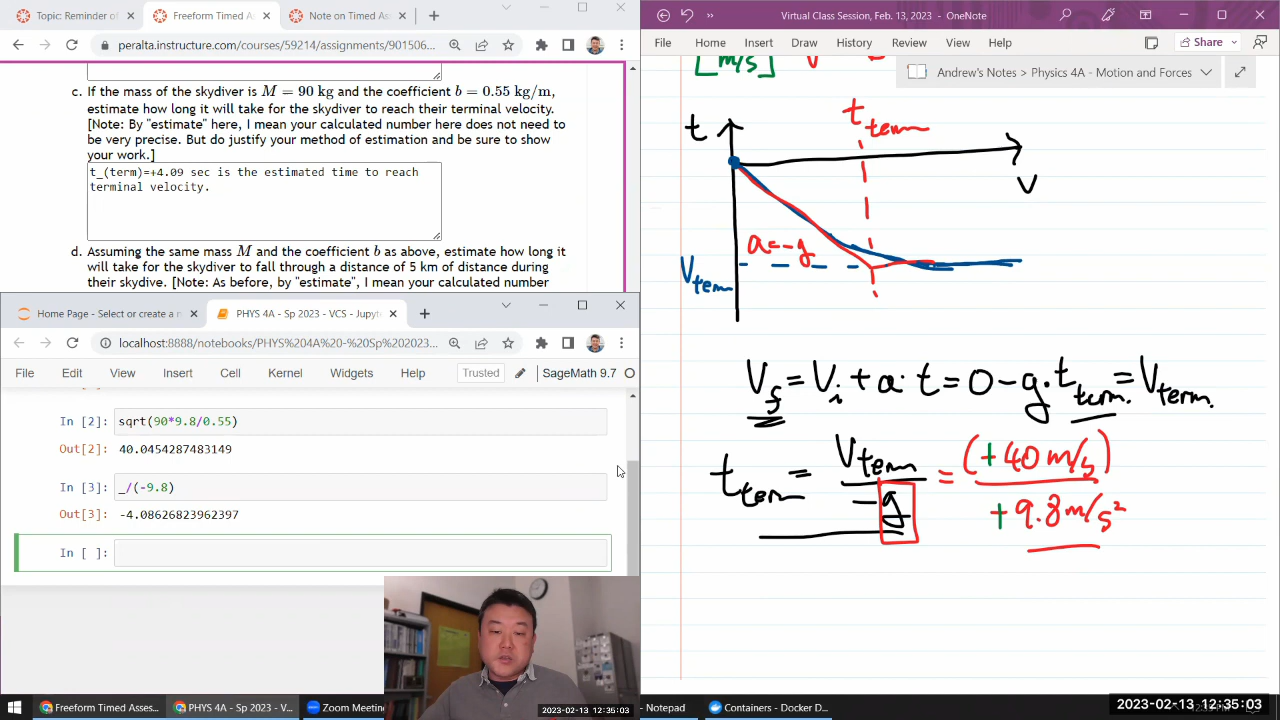 Topic: Reminder of
Freeform Timed As
Note on Timed Ass
peralta.instructure.com/courses/59214/assignments/901506...
c. If the mass of the skydiver is M = 90 kg and the coefficient b = 0.55 kg/m,
estimate how long it will take for the skydiver to reach their terminal velocity.
[Note: By "estimate" here, I mean your calculated number here does not need to
be very precise. But do justify your method of estimation and be sure to show
your work.]
t_(term)=+4.09 sec is the estimated time to reach
terminal velocity.
d. Assuming the same mass M and the coefficient b as above, estimate how long it
will take for the skydiver to fall through a distance of 5 km of distance during
their skydive. [Note: As before, by "estimate", I mean your calculated number
Home Page - Select or create a n
PHYS 4A - Sp 2023 - VCS - Jupyt
localhost:8888/notebooks/PHYS%204A%20-%20Sp%202023...
File Edit View Insert Cell Kernel Widgets Help Trusted SageMath 9.7
In [2]: sqrt(90*9.8/0.55)
Out[2]: 40.0454287483149
In [3]: _/(-9.8)
Out[3]: -4.08626823962397
In [ ]:
Virtual Class Session, Feb. 13, 2023 - OneNote
File Home Insert Draw History Review View Help Share
Andrew's Notes > Physics 4A - Motion and Forces
[m/s]
t
t term
V
a=-g
Vterm
Vf = Vi + a · t = 0 - g · t term. = Vterm.
t term = Vterm / -g = (+40 m/s) / +9.8 m/s²
Freeform Timed Asses...
PHYS 4A - Sp 2023 - V...
Zoom Meeting
2023-02-13 12:35:03
- Notepad
Containers - Docker D...
2023-02-13 12:35:03